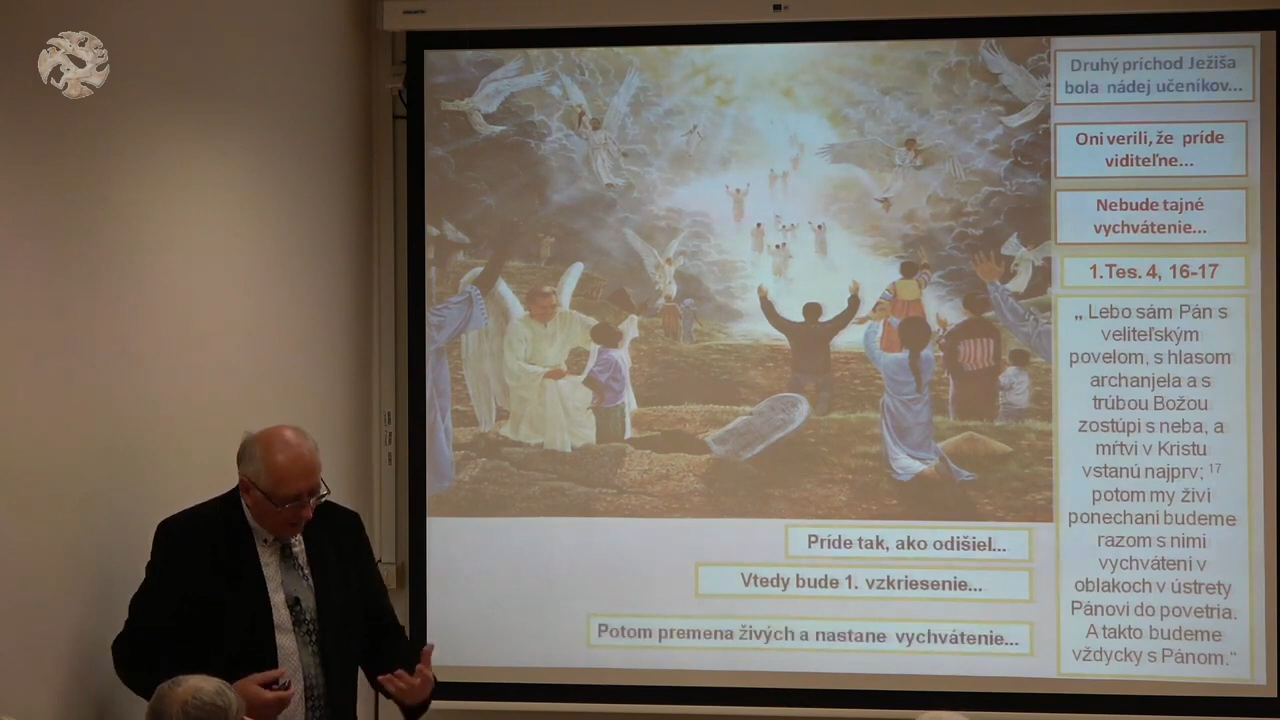 Druhý príchod Ježiša
bola nádej učeníkov...
Oni verili, že príde
viditeľne...
Nebude tajné
vychvátenie...
1.Tes. 4, 16-17
„ Lebo sám Pán s
veliteľským
povelom, s hlasom
archanjela a s
trúbou Božou
zostúpi s neba, a
mŕtvi v Kristu
vstanú najprv; 17
potom my živí
ponechaní budeme
razom s nimi
vychvátení v
oblakoch v ústrety
Pánovi do povetria.
A takto budeme
vždycky s Pánom.“
Príde tak, ako odišiel...
Vtedy bude 1. vzkriesenie...
Potom premena živých a nastane vychvátenie...